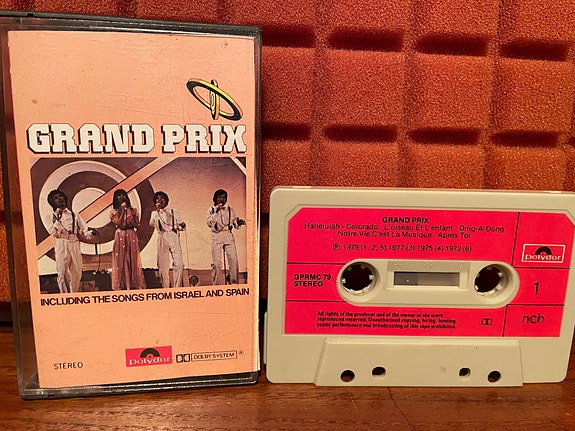 GRAND PRIX
INCLUDING THE SONGS FROM ISRAEL AND SPAIN
STEREO
polydor
DOLBY SYSTEM ®
GRAND PRIX
Hallelujah - Colorado - L'oiseau Et L'enfant - Ding-A-Dong
Notre Vie C'est La Musique - Apres Toi
℗ 1979 (1, 2, 5) 1977 (3) 1975 (4) 1972 (6)
GPRMC 79
STEREO
polydor
1
All rights of the producer and of the owner of the work
reproduced reserved. Unauthorised copying, hiring, lending,
public performance and broadcasting of this tape prohibited.
ncb